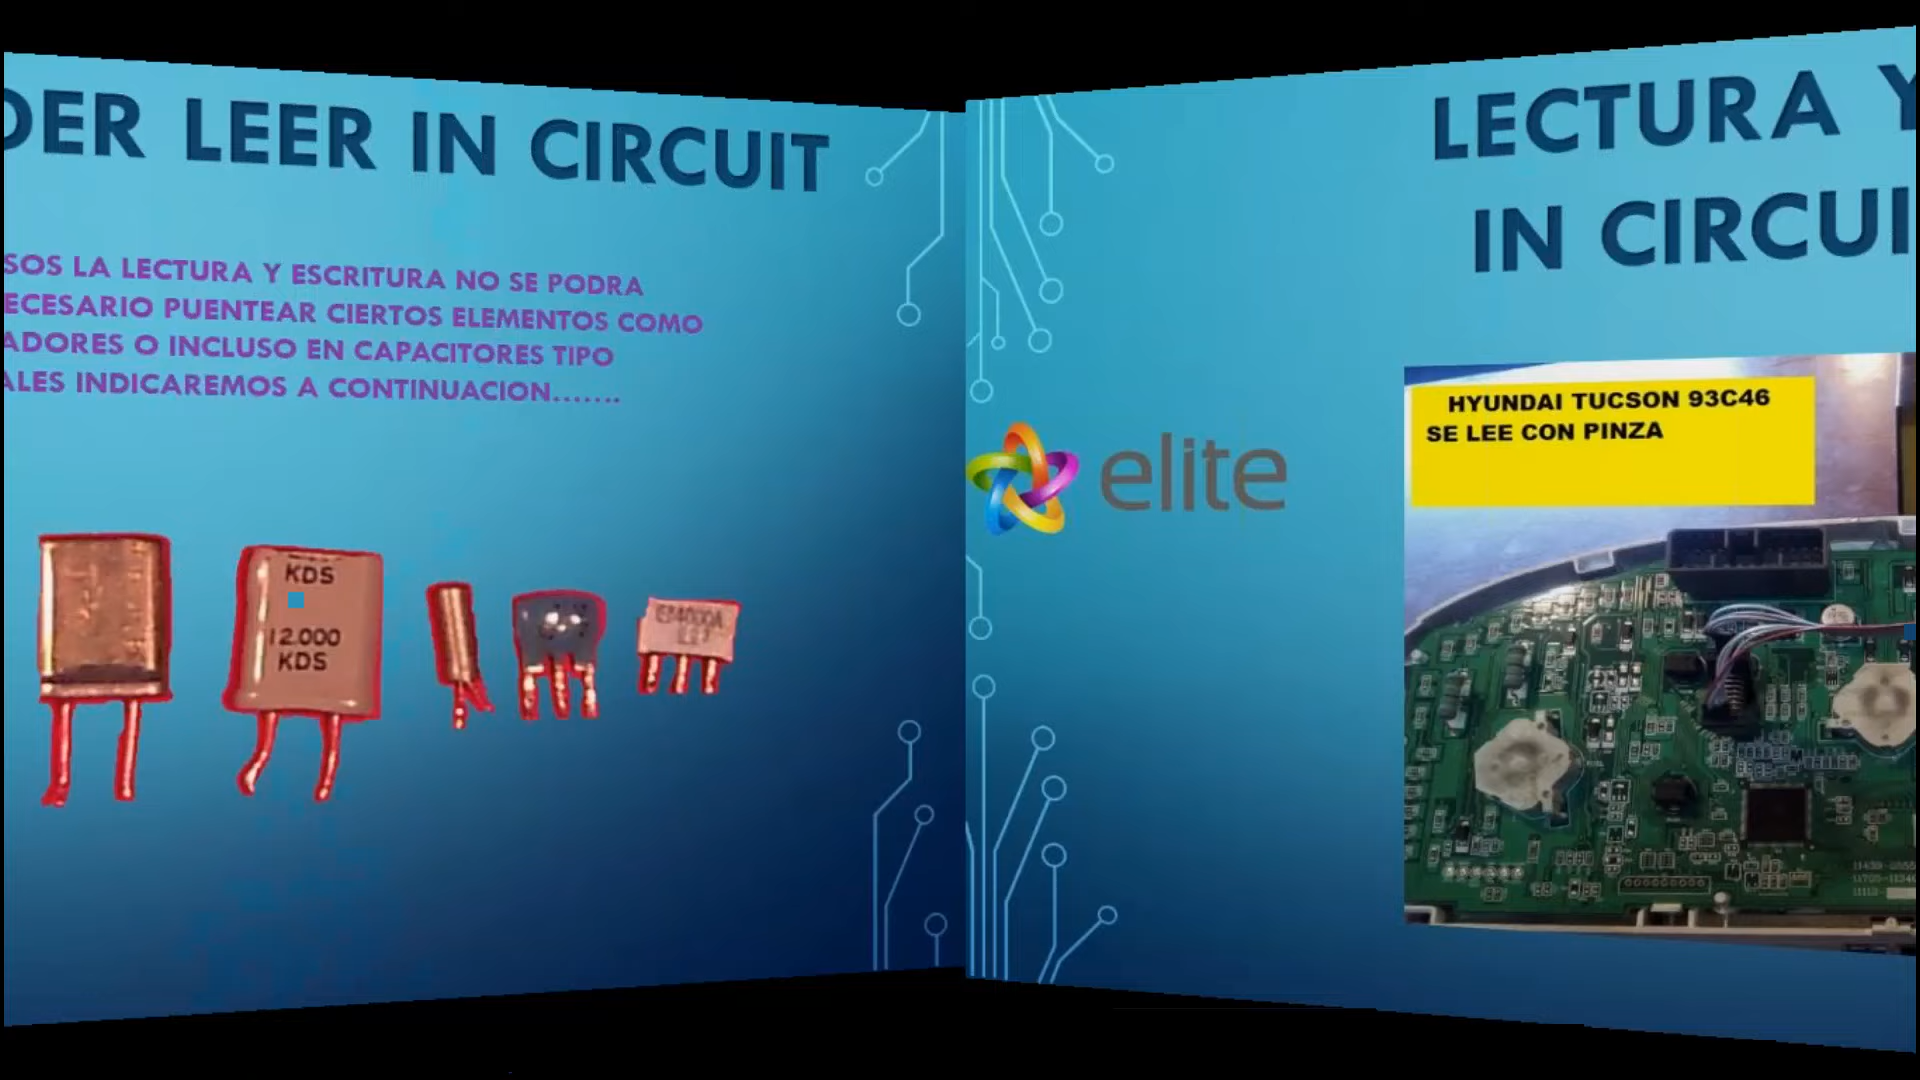 DER LEER IN CIRCUIT
SOS LA LECTURA Y ESCRITURA NO SE PODRA
ECESARIO PUENTEAR CIERTOS ELEMENTOS COMO
ADORES O INCLUSO EN CAPACITORES TIPO
ALES INDICAREMOS A CONTINUACION.......
KDS
12.000
KDS
LECTURA Y
IN CIRCUI
elite
HYUNDAI TUCSON 93C46
SE LEE CON PINZA